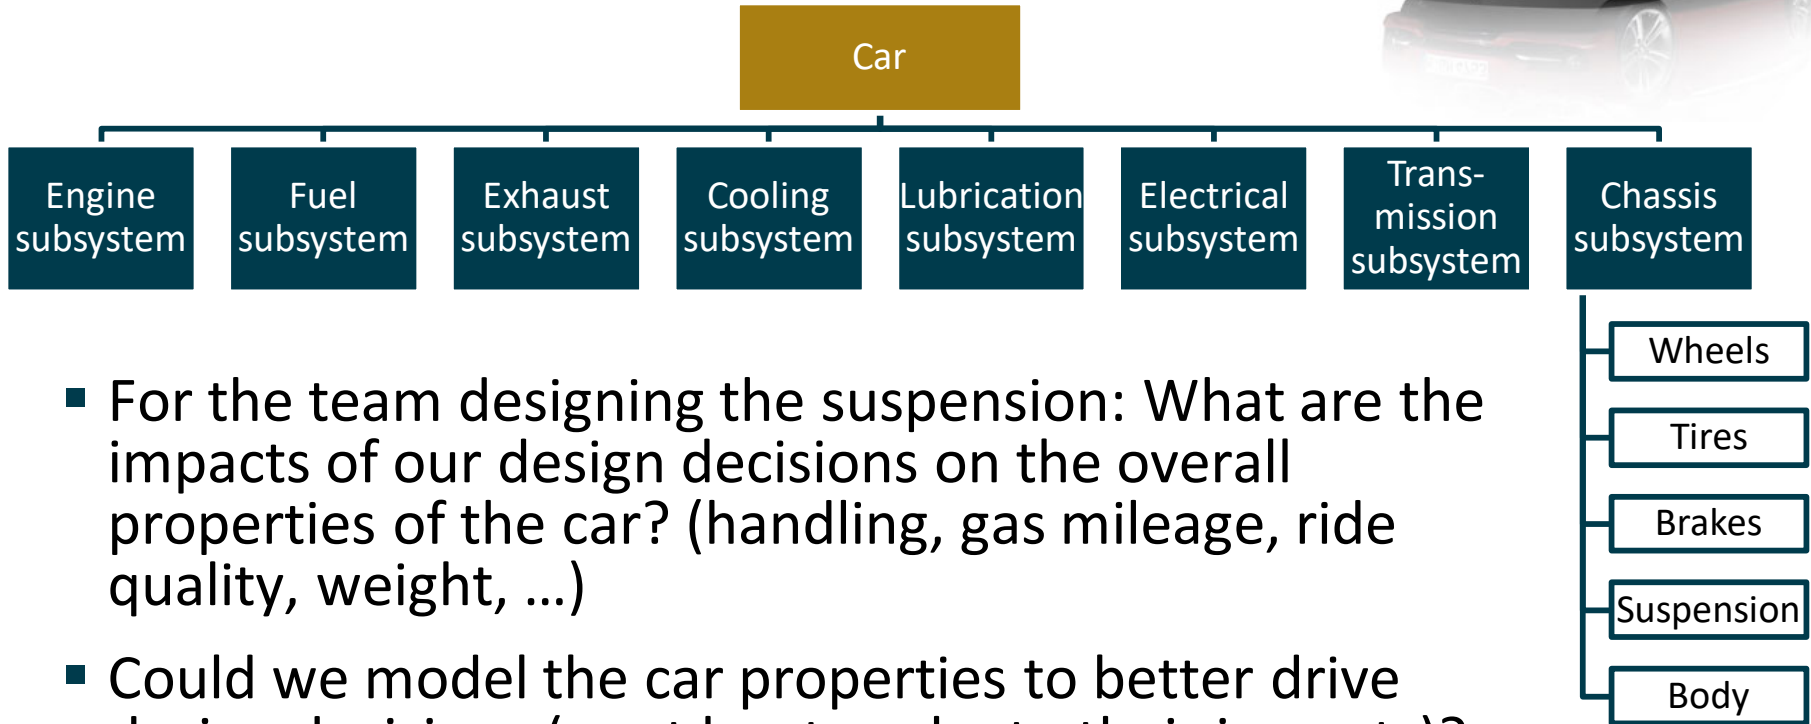 Car
Engine
subsystem
Fuel
subsystem
Exhaust
subsystem
Cooling
subsystem
Lubrication
subsystem
Electrical
subsystem
Trans-
mission
subsystem
Chassis
subsystem
Wheels
Tires
Brakes
Suspension
Body
▪ For the team designing the suspension: What are the
impacts of our design decisions on the overall
properties of the car? (handling, gas mileage, ride
quality, weight, …)
▪ Could we model the car properties to better drive